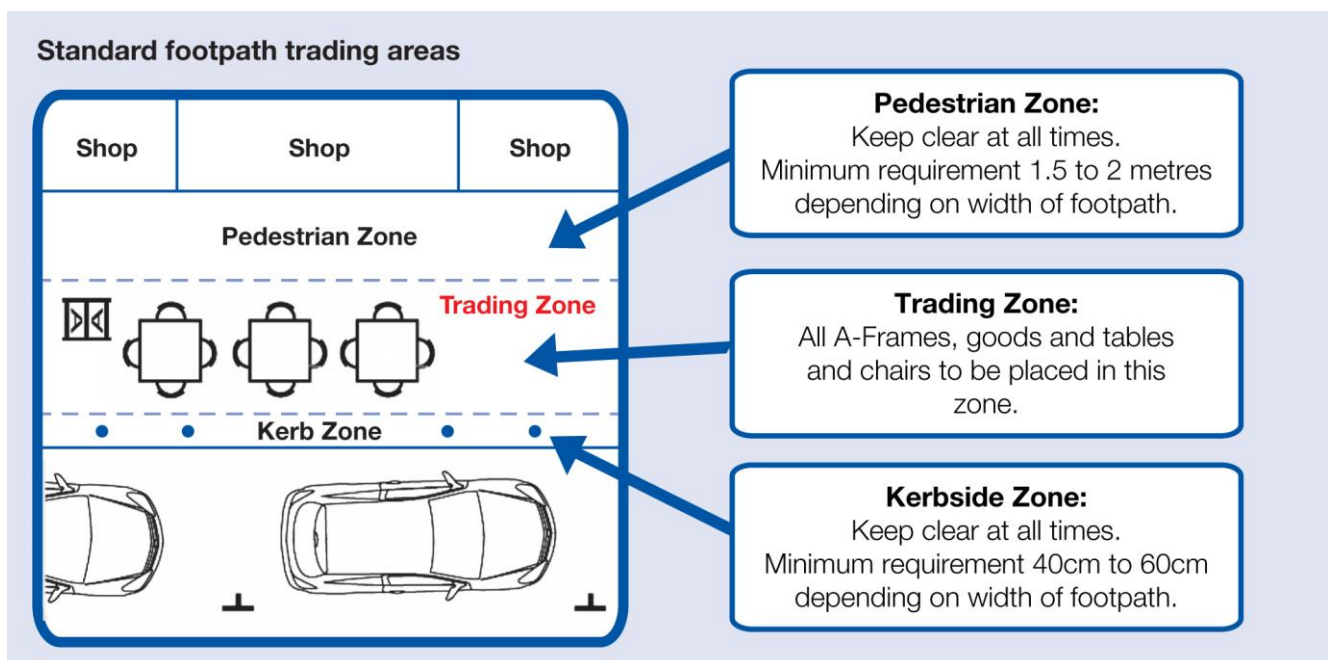 Standard footpath trading areas
Shop
Shop
Shop
Pedestrian Zone
Trading Zone
Kerb Zone
Pedestrian Zone:
Keep clear at all times.
Minimum requirement 1.5 to 2 metres
depending on width of footpath.
Trading Zone:
All A-Frames, goods and tables
and chairs to be placed in this
zone.
Kerbside Zone:
Keep clear at all times.
Minimum requirement 40cm to 60cm
depending on width of footpath.